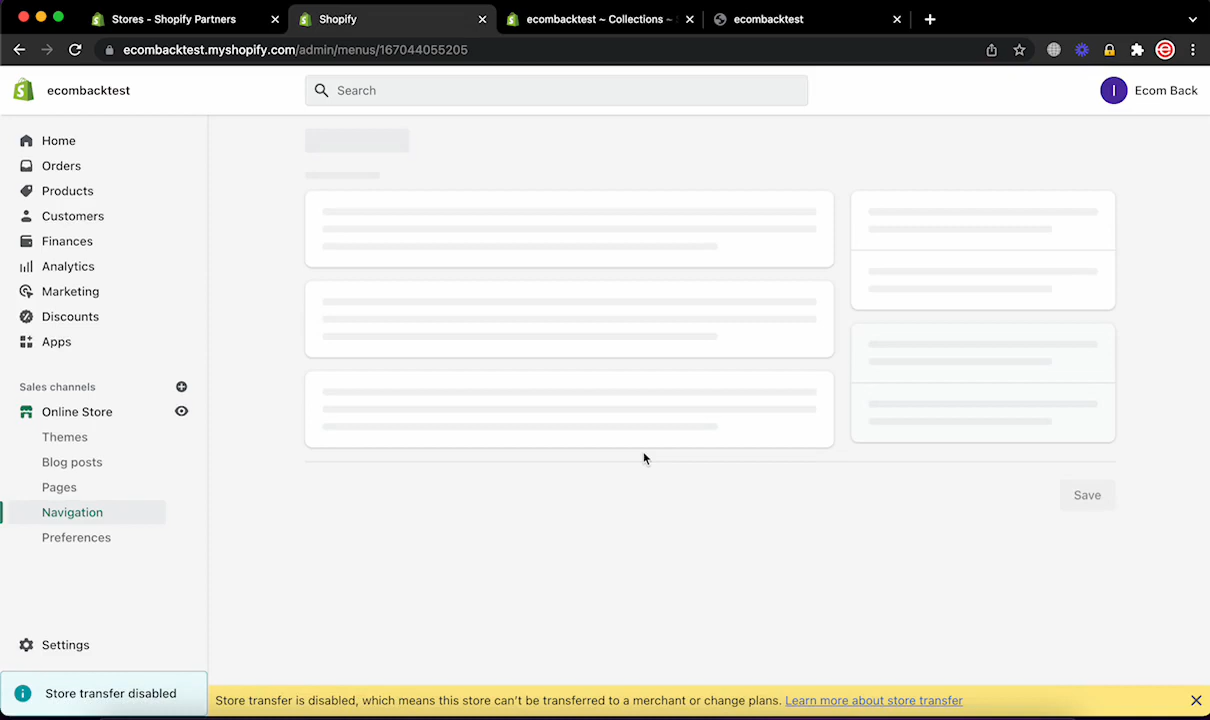 Stores - Shopify Partners
Shopify
ecombacktest ~ Collections ~
ecombacktest
ecombacktest.myshopify.com/admin/menus/167044055205
ecombacktest
Search
I
Ecom Back
Home
Orders
Products
Customers
Finances
Analytics
Marketing
Discounts
Apps
Sales channels
Online Store
Themes
Blog posts
Pages
Navigation
Preferences
Save
Settings
Store transfer disabled
Store transfer is disabled, which means this store can't be transferred to a merchant or change plans. Learn more about store transfer